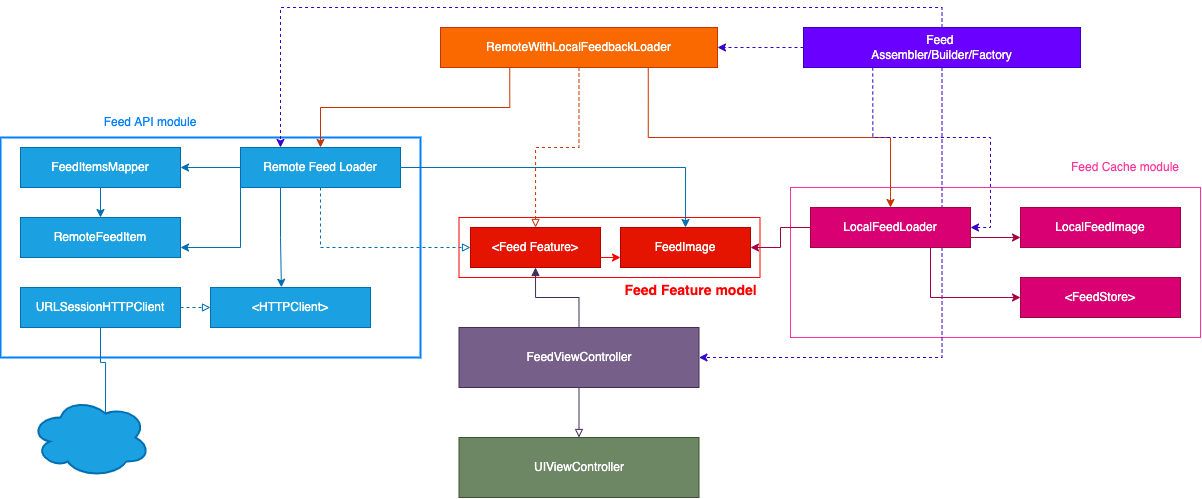 RemoteWithLocalFeedbackLoader
Feed
Assembler/Builder/Factory
Feed API module
FeedItemsMapper
Remote Feed Loader
Feed Cache module
RemoteFeedItem
<Feed Feature>
FeedImage
LocalFeedLoader
LocalFeedImage
Feed Feature model
URLSessionHTTPClient
<HTTPClient>
<FeedStore>
FeedViewController
UIViewController